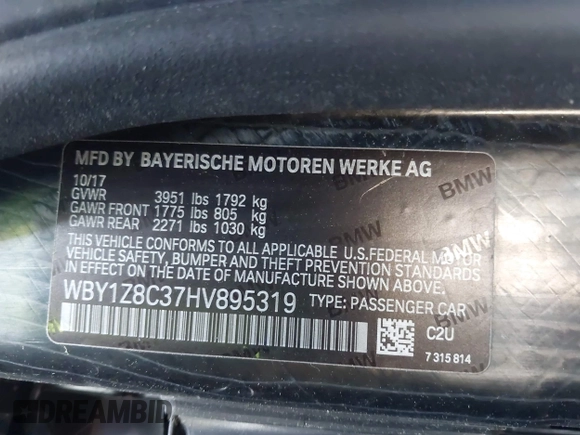 MFD BY BAYERISCHE MOTOREN WERKE AG
10/17
GVWR 3951 lbs 1792 kg
GAWR FRONT 1775 lbs 805 kg
GAWR REAR 2271 lbs 1030 kg
THIS VEHICLE CONFORMS TO ALL APPLICABLE U.S.FEDERAL MOTOR
VEHICLE SAFETY, BUMPER AND THEFT PREVENTION STANDARDS
IN EFFECT ON THE DATE OF MANUFACTURE SHOWN ABOVE.
WBY1Z8C37HV895319 TYPE: PASSENGER CAR
C2U
7 315 814
BMW
BMW
BMW
BMW
DREAMBID